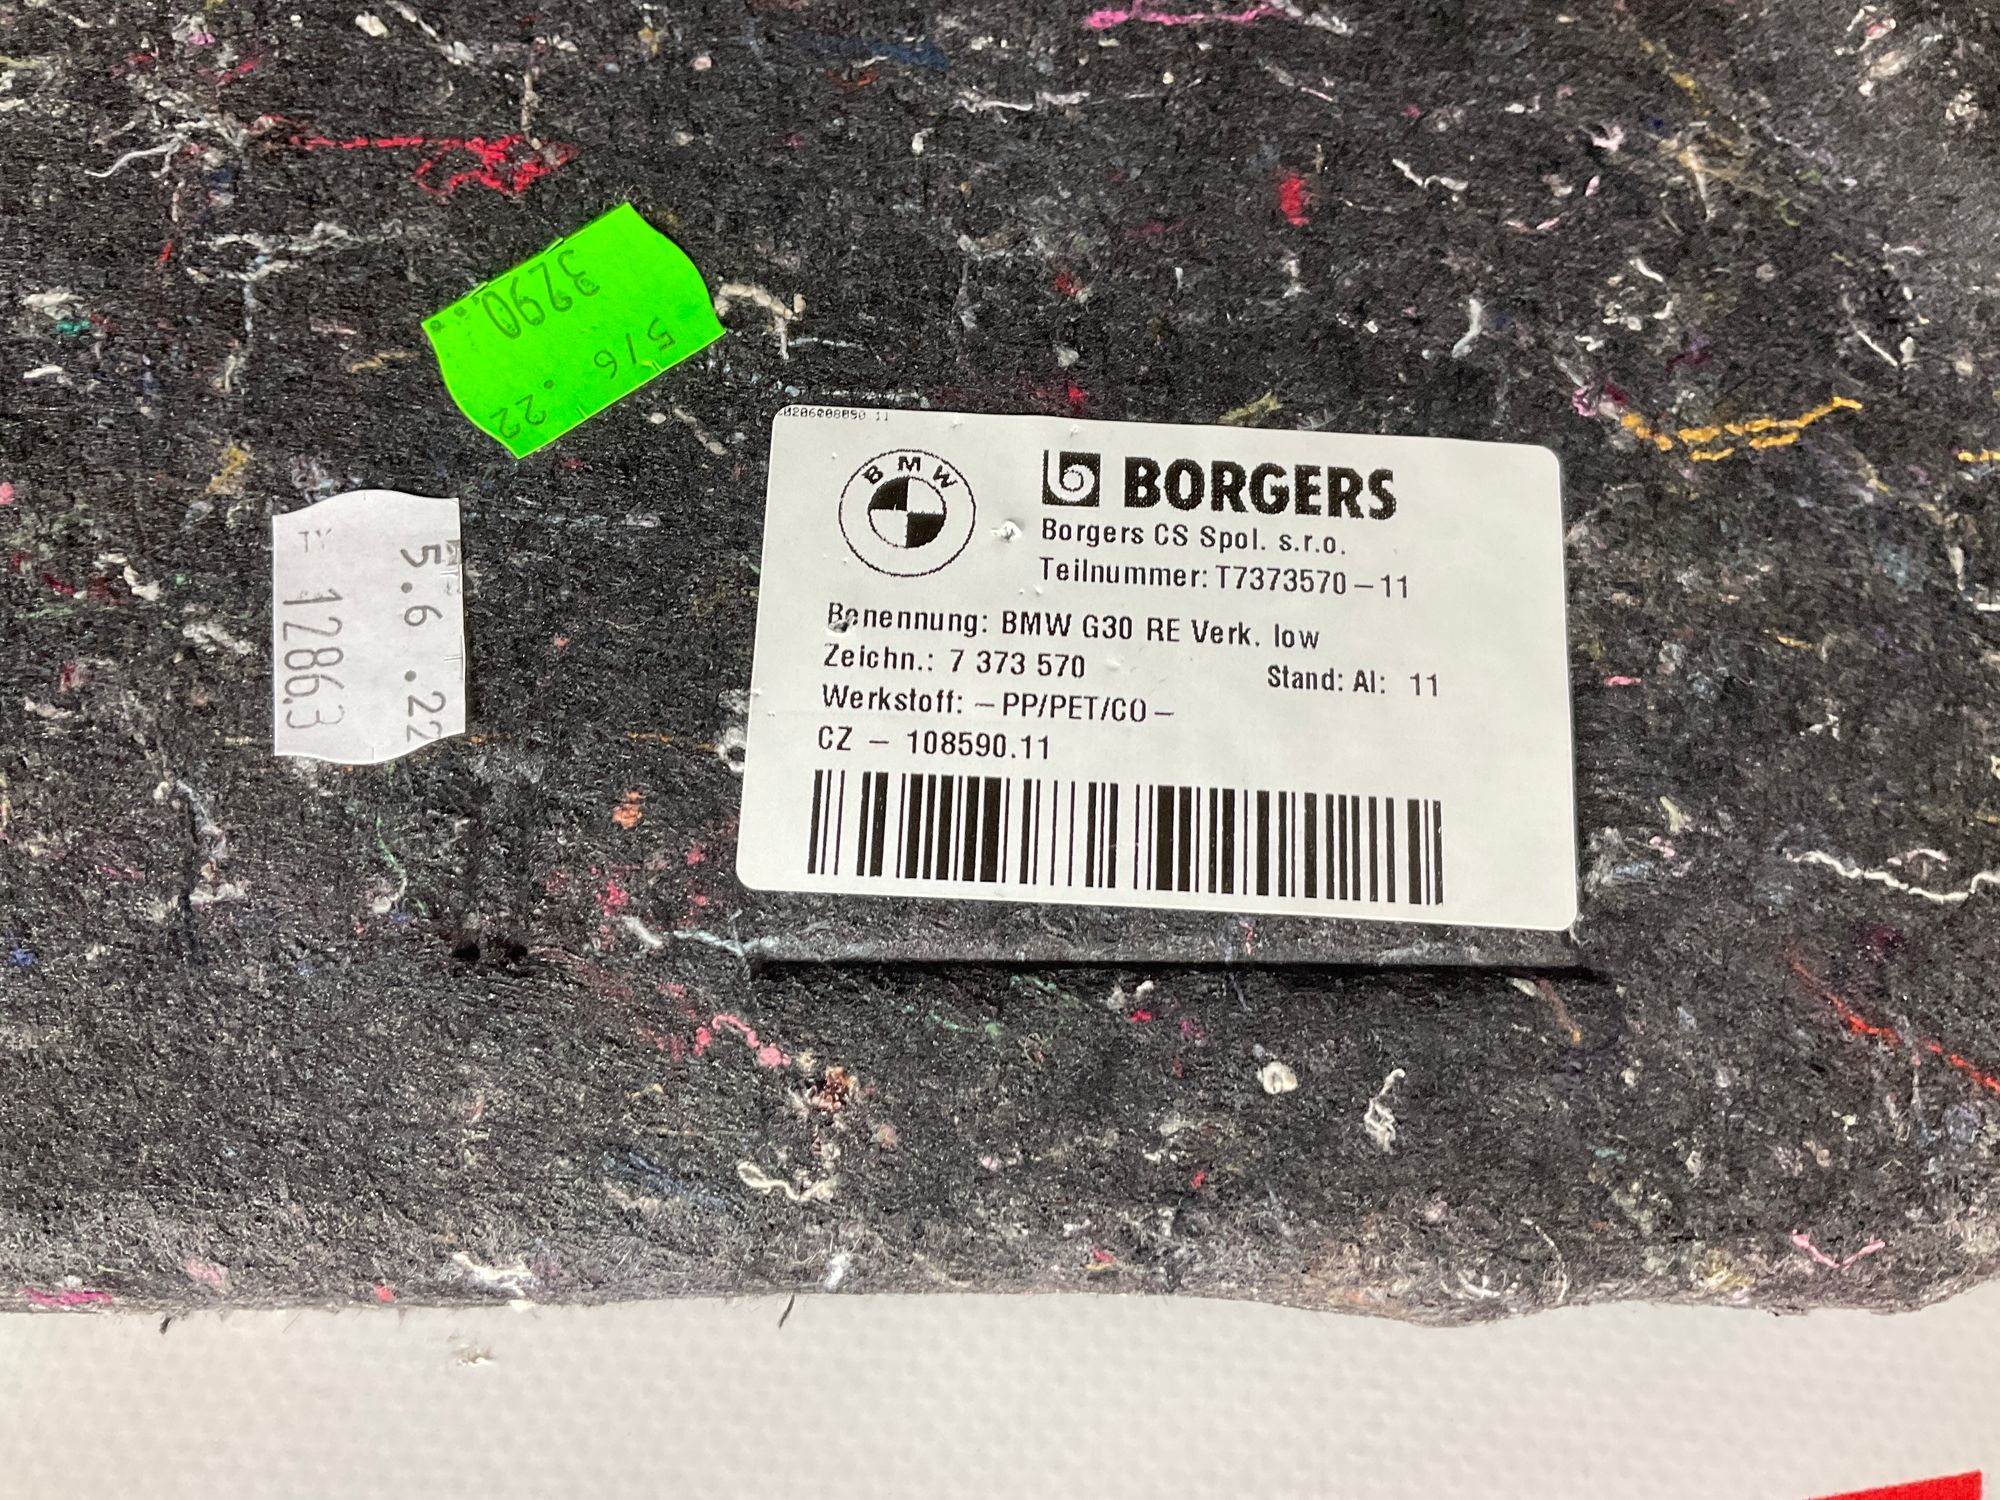 3290
5/6 .22
5.6 .22
1286.3
BMW
BORGERS
Borgers CS Spol. s.r.o.
Teilnummer: T7373570-11
Benennung: BMW G30 RE Verk. low
Zeichn.: 7 373 570 Stand: AI: 11
Werkstoff: -PP/PET/CO-
CZ - 108590.11